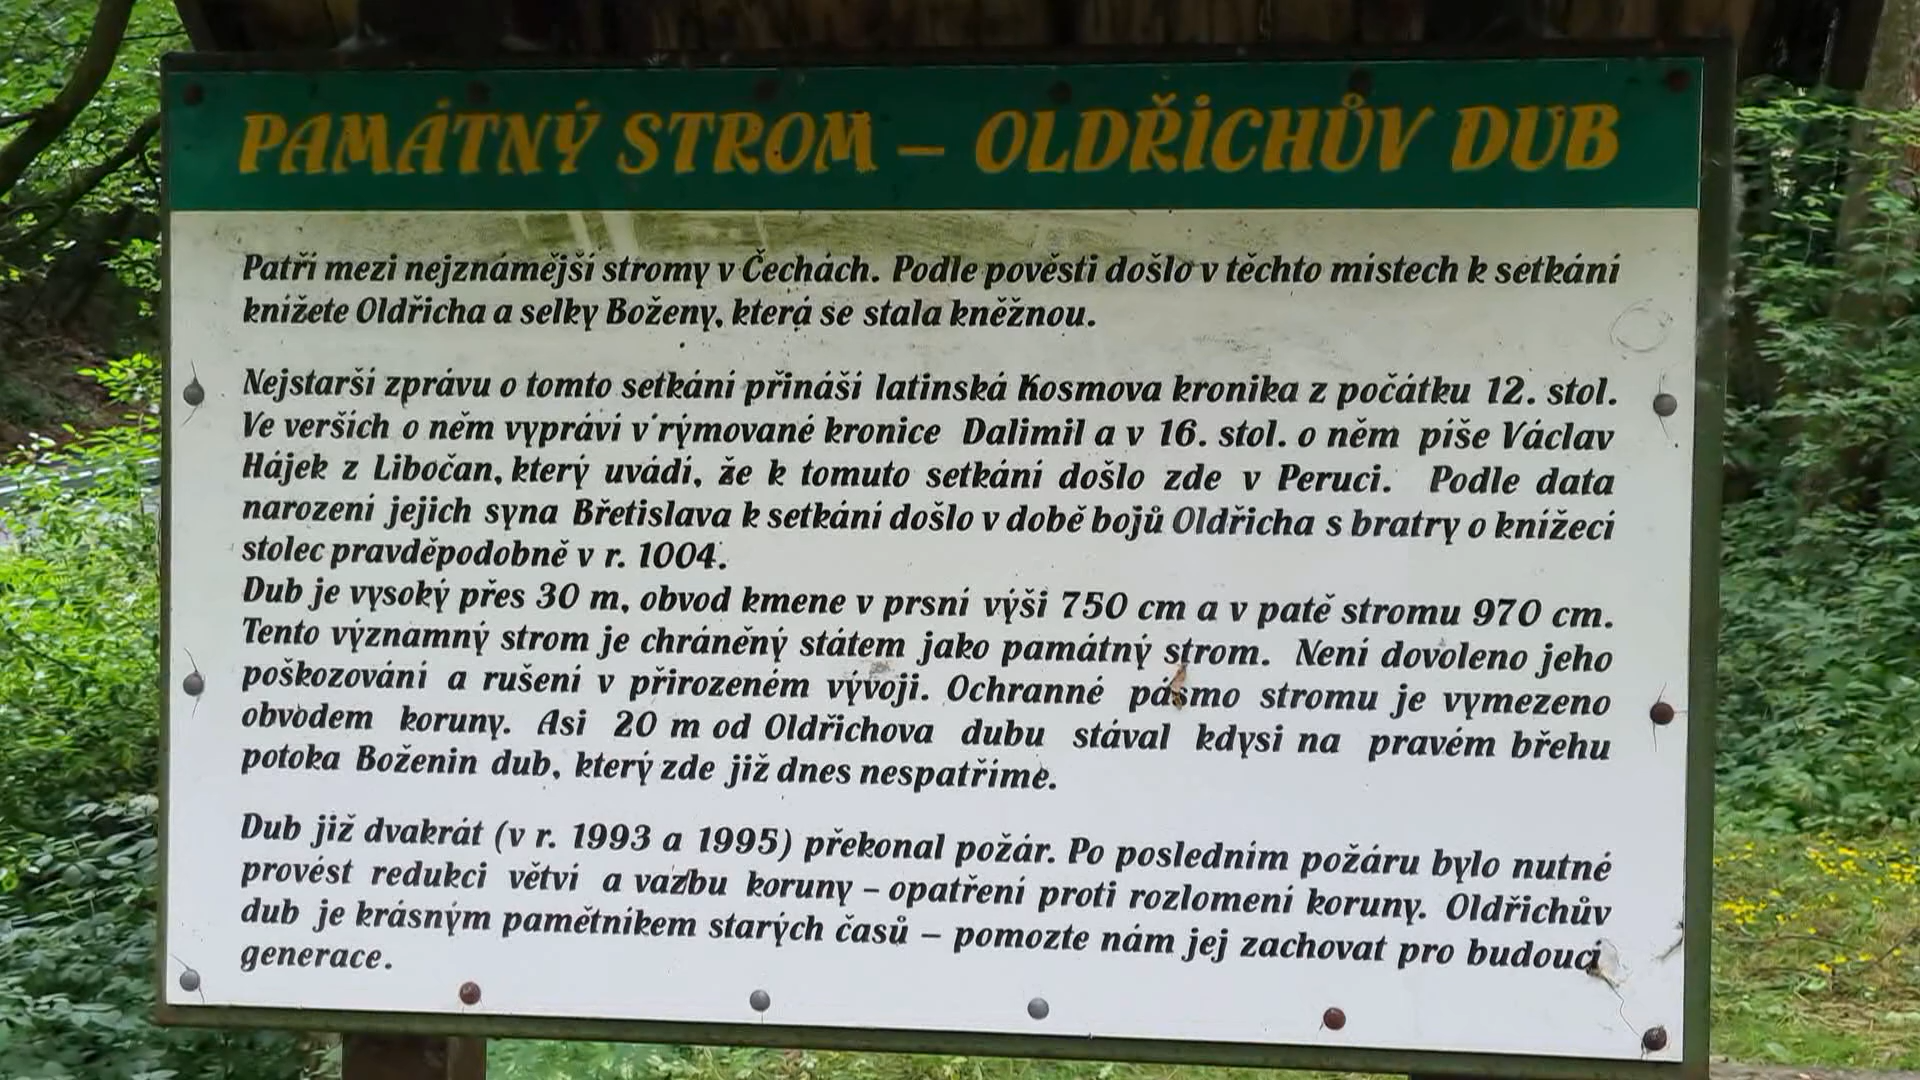 PAMÁTNÝ STROM – OLDŘICHŮV DUB
Patří mezi nejznámější stromy v Čechách. Podle pověsti došlo v těchto místech k setkání
knížete Oldřicha a selky Boženy, která se stala kněžnou.
Nejstarší zprávu o tomto setkání přináší latinská Kosmova kronika z počátku 12. stol.
Ve verších o něm vypráví v rýmované kronice Dalimil a v 16. stol. o něm píše Václav
Hájek z Libočan, který uvádí, že k tomuto setkání došlo zde v Peruci. Podle data
narození jejich syna Břetislava k setkání došlo v době bojů Oldřicha s bratry o knížecí
stolec pravděpodobně v r. 1004.
Dub je vysoký přes 30 m, obvod kmene v prsní výši 750 cm a v patě stromu 970 cm.
Tento významný strom je chráněný státem jako památný strom. Není dovoleno jeho
poškozování a rušení v přirozeném vývoji. Ochranné pásmo stromu je vymezeno
obvodem koruny. Asi 20 m od Oldřichova dubu stával kdysi na pravém břehu
potoka Boženin dub, který zde již dnes nespatříme.
Dub již dvakrát (v r. 1993 a 1995) překonal požár. Po posledním požáru bylo nutné
provést redukci větví a vazbu koruny – opatření proti rozlomení koruny. Oldřichův
dub je krásným pamětníkem starých časů – pomozte nám jej zachovat pro budoucí
generace.